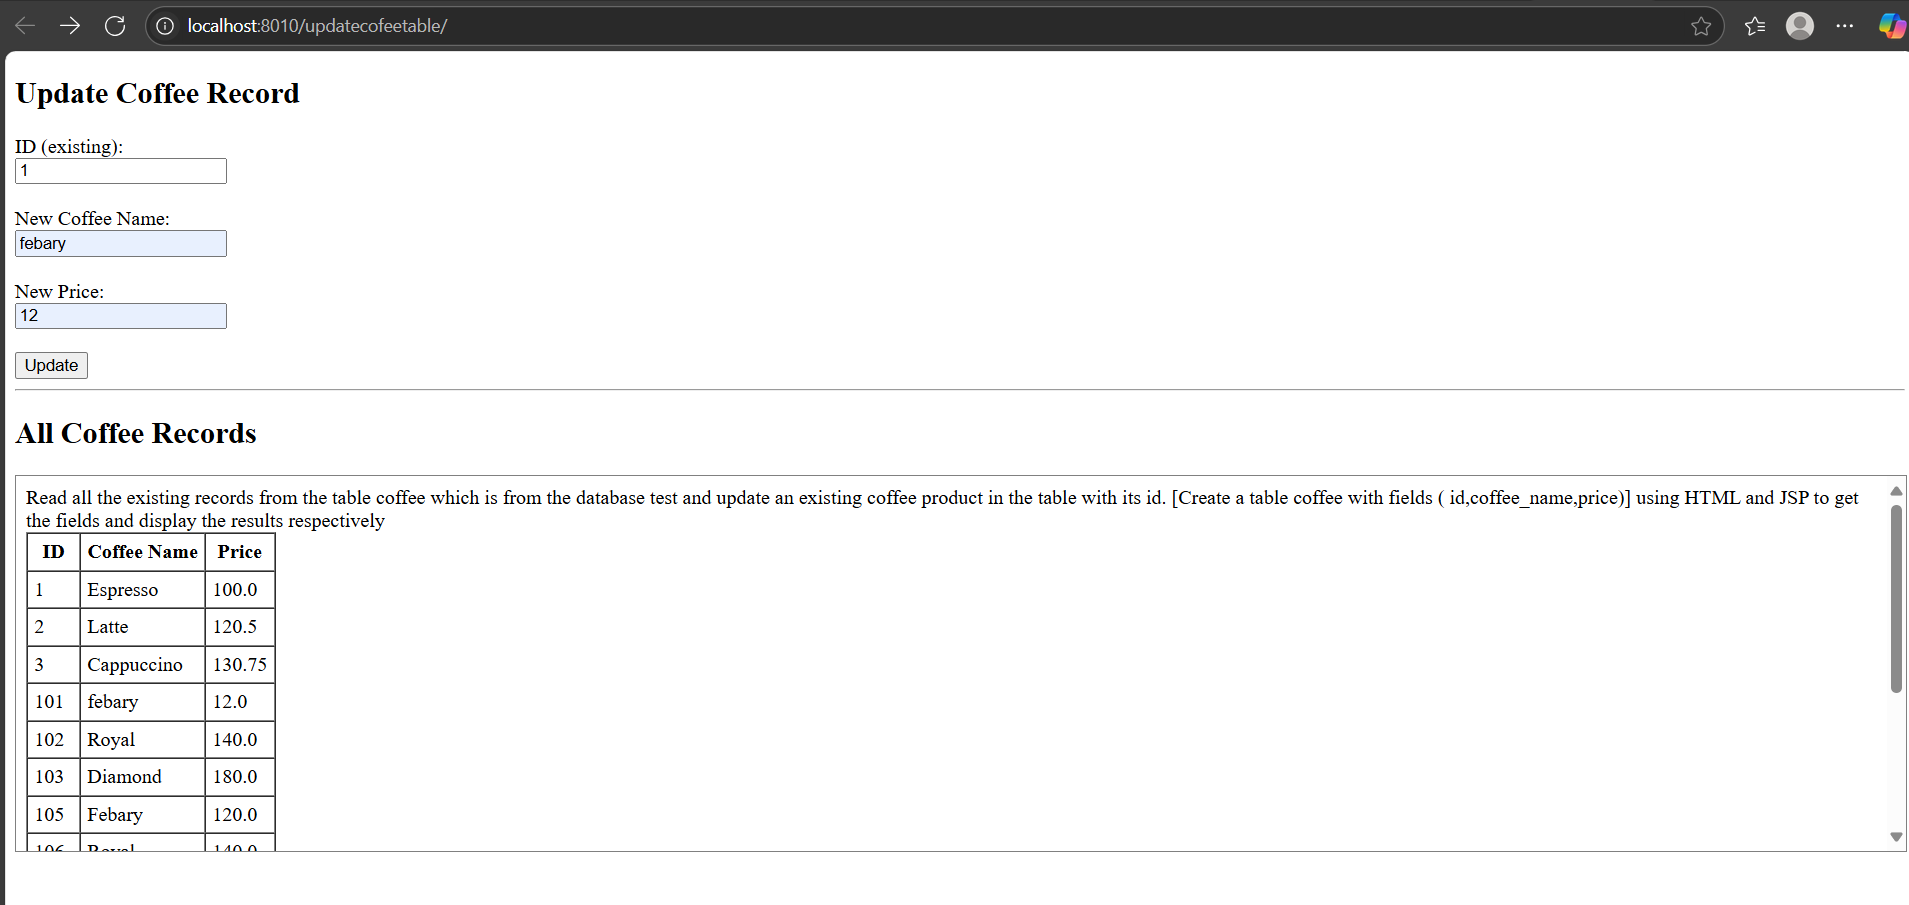 localhost:8010/updatecofeetable/
Update Coffee Record
ID (existing):
1
New Coffee Name:
febary
New Price:
12
Update
All Coffee Records
Read all the existing records from the table coffee which is from the database test and update an existing coffee product in the table with its id. [Create a table coffee with fields ( id,coffee_name,price)] using HTML and JSP to get
the fields and display the results respectively
ID Coffee Name Price
1 Espresso 100.0
2 Latte 120.5
3 Cappuccino 130.75
101 febary 12.0
102 Royal 140.0
103 Diamond 180.0
105 Febary 120.0
106 Royal 140.0